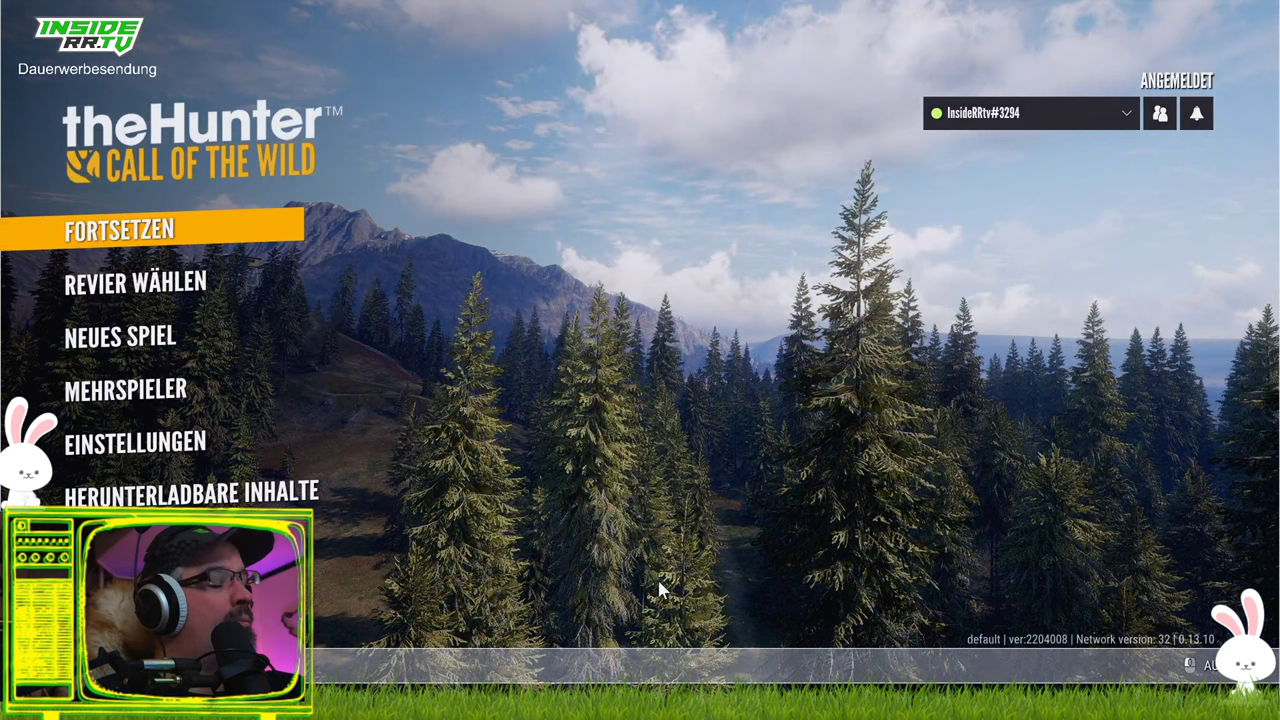 INSIDE
RR.TV
Dauerwerbesendung
theHunter™
CALL OF THE WILD
ANGEMELDET
InsideRRtv#3294
FORTSETZEN
REVIER WÄHLEN
NEUES SPIEL
MEHRSPIELER
EINSTELLUNGEN
HERUNTERLADBARE INHALTE
default | ver:2204008 | Network version: 32 | 0.13.10